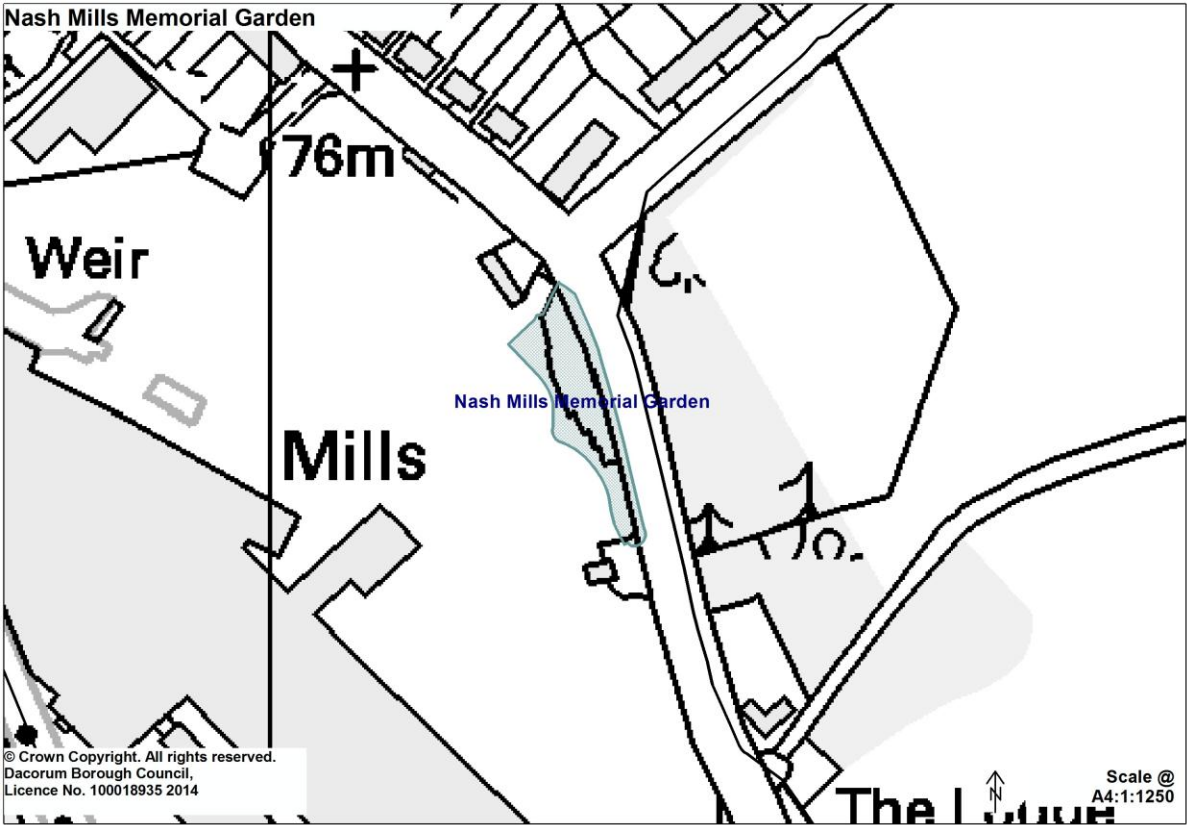 Nash Mills Memorial Garden
76m
Weir
Nash Mills Memorial Garden
Mills
© Crown Copyright. All rights reserved.
Dacorum Borough Council,
Licence No. 100018935 2014
N
Scale @
A4:1:1250
The